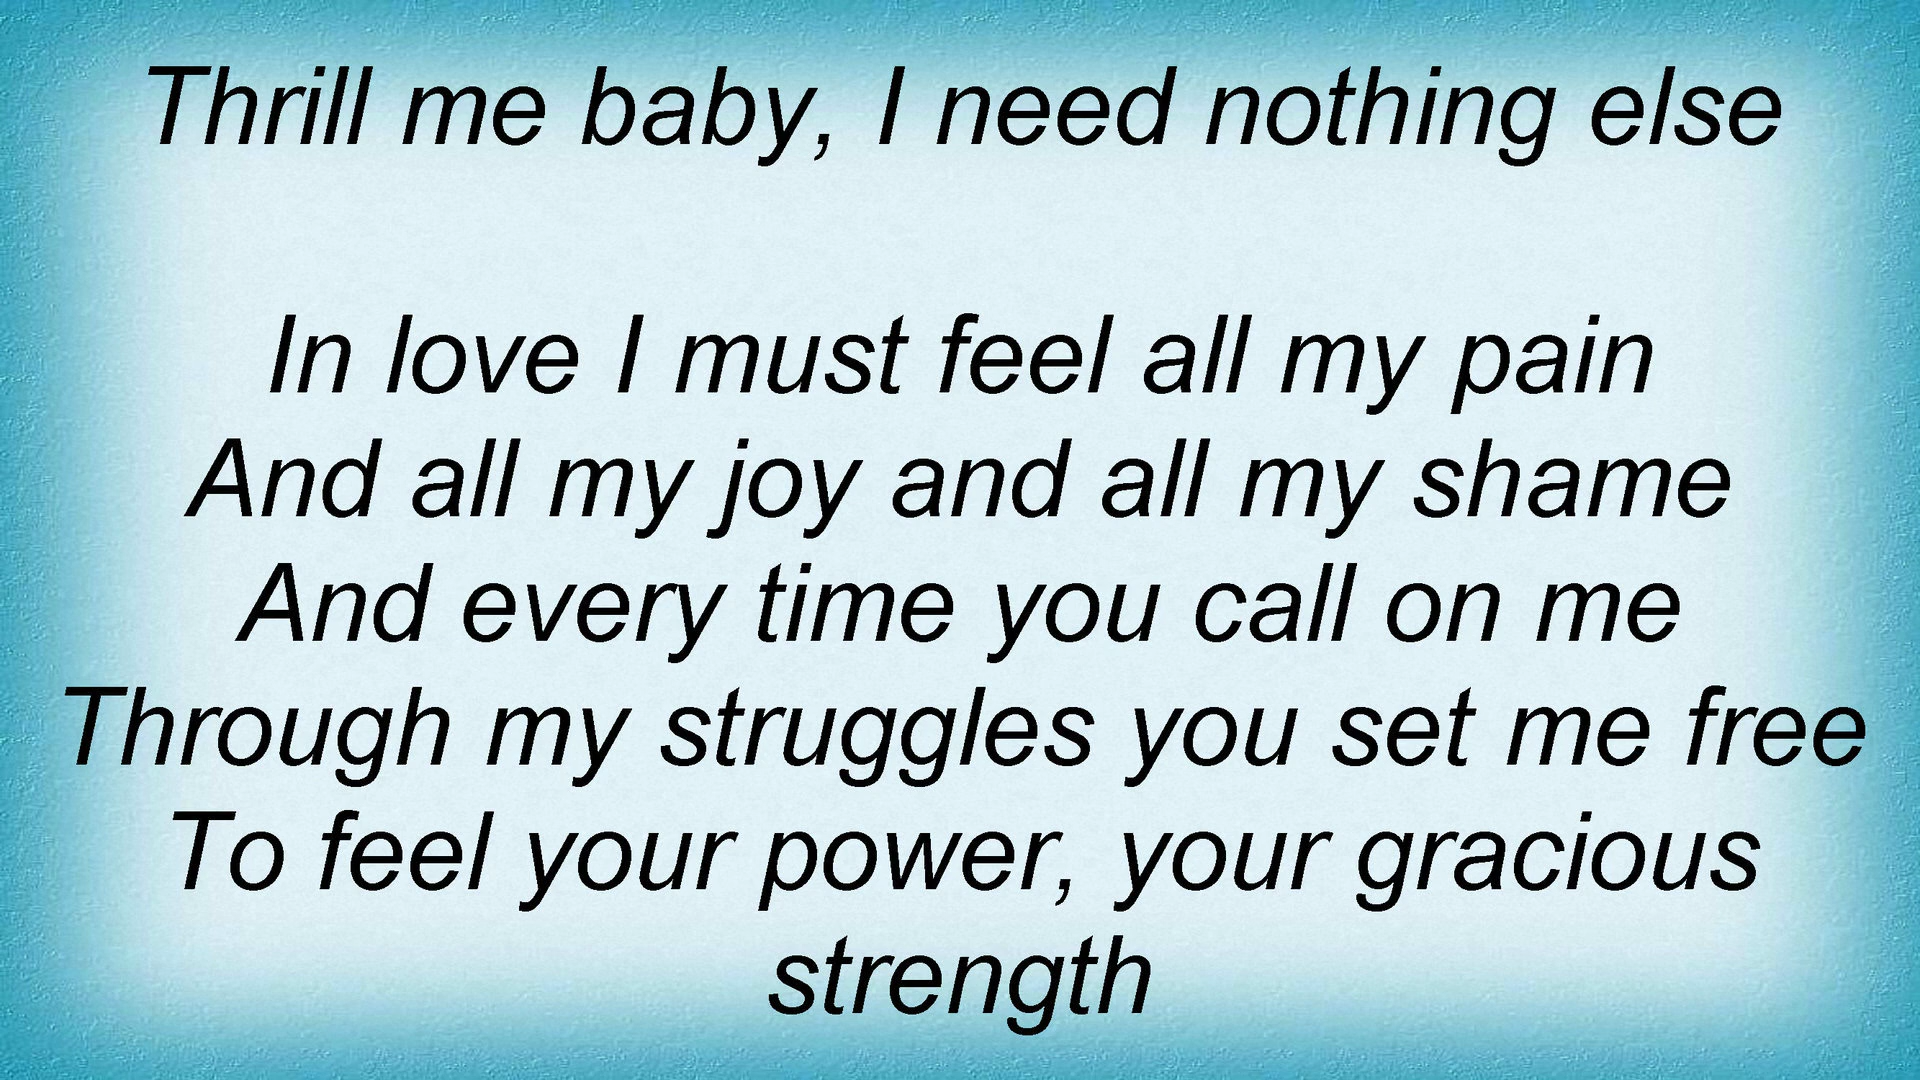 Thrill me baby, I need nothing else
In love I must feel all my pain
And all my joy and all my shame
And every time you call on me
Through my struggles you set me free
To feel your power, your gracious
strength